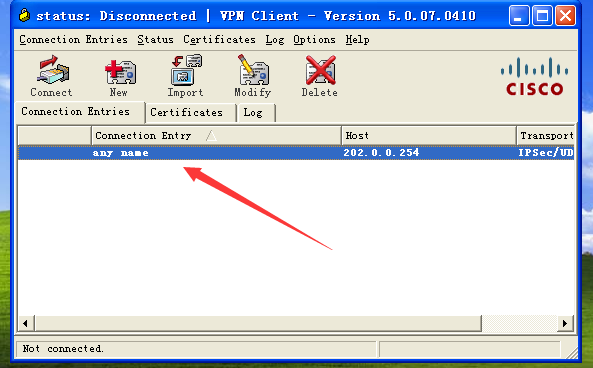 status: Disconnected | VPN Client - Version 5.0.07.0410
Connection Entries Status Certificates Log Options Help
Connect New Import Modify Delete
CISCO
Connection Entries Certificates Log
Connection Entry Host Transport
any name 202.0.0.254 IPSec/UD
Not connected.